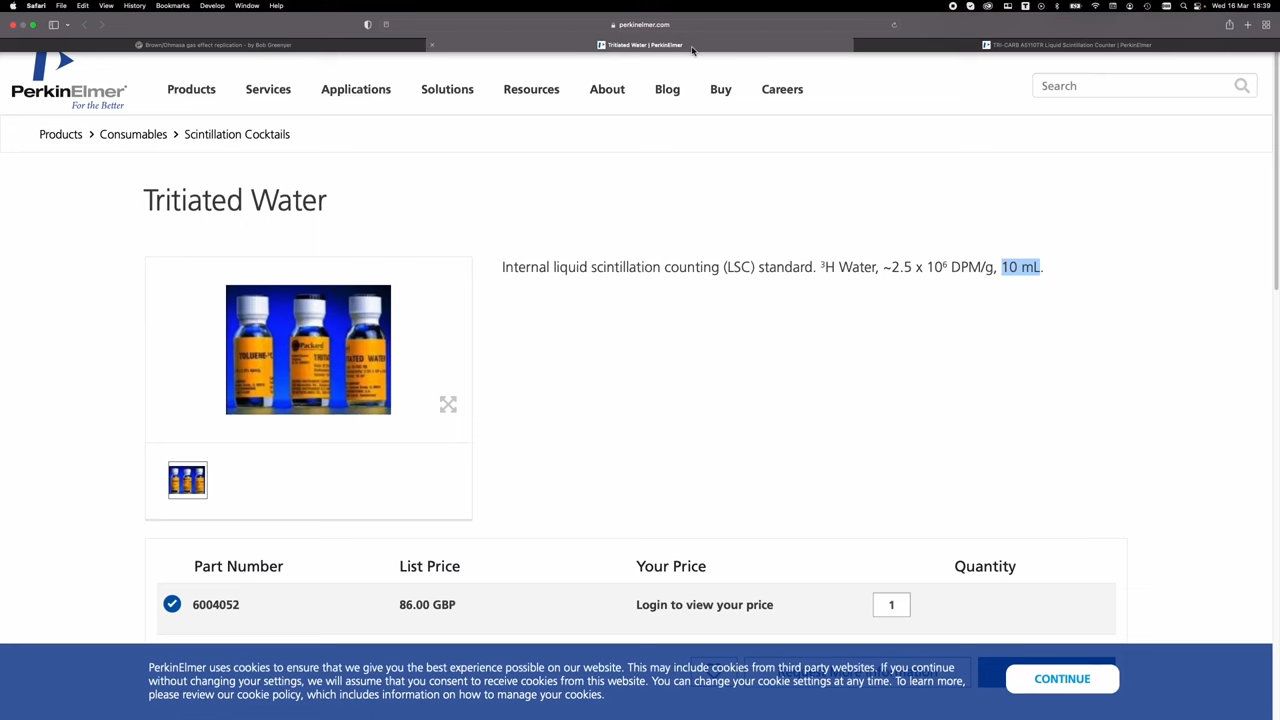 Safari File Edit View History Bookmarks Develop Window Help Wed 16 Mar 18:39
perkinelmer.com
Brown/Ohmasa gas effect replication - by Bob Greenyer
Tritiated Water | PerkinElmer
TRI-CARB A5110TR Liquid Scintillation Counter | PerkinElmer
PerkinElmer
For the Better
Products Services Applications Solutions Resources About Blog Buy Careers
Search
Products > Consumables > Scintillation Cocktails
Tritiated Water
Internal liquid scintillation counting (LSC) standard. ³H Water, ~2.5 x 10⁶ DPM/g, 10 mL.
TOLUENE
Packard
TRITI
TATED WATER
Part Number List Price Your Price Quantity
6004052 86.00 GBP Login to view your price 1
PerkinElmer uses cookies to ensure that we give you the best experience possible on our website. This may include cookies from third party websites. If you continue
without changing your settings, we will assume that you consent to receive cookies from this website. You can change your cookie settings at any time. To learn more,
please review our cookie policy, which includes information on how to manage your cookies.
CONTINUE